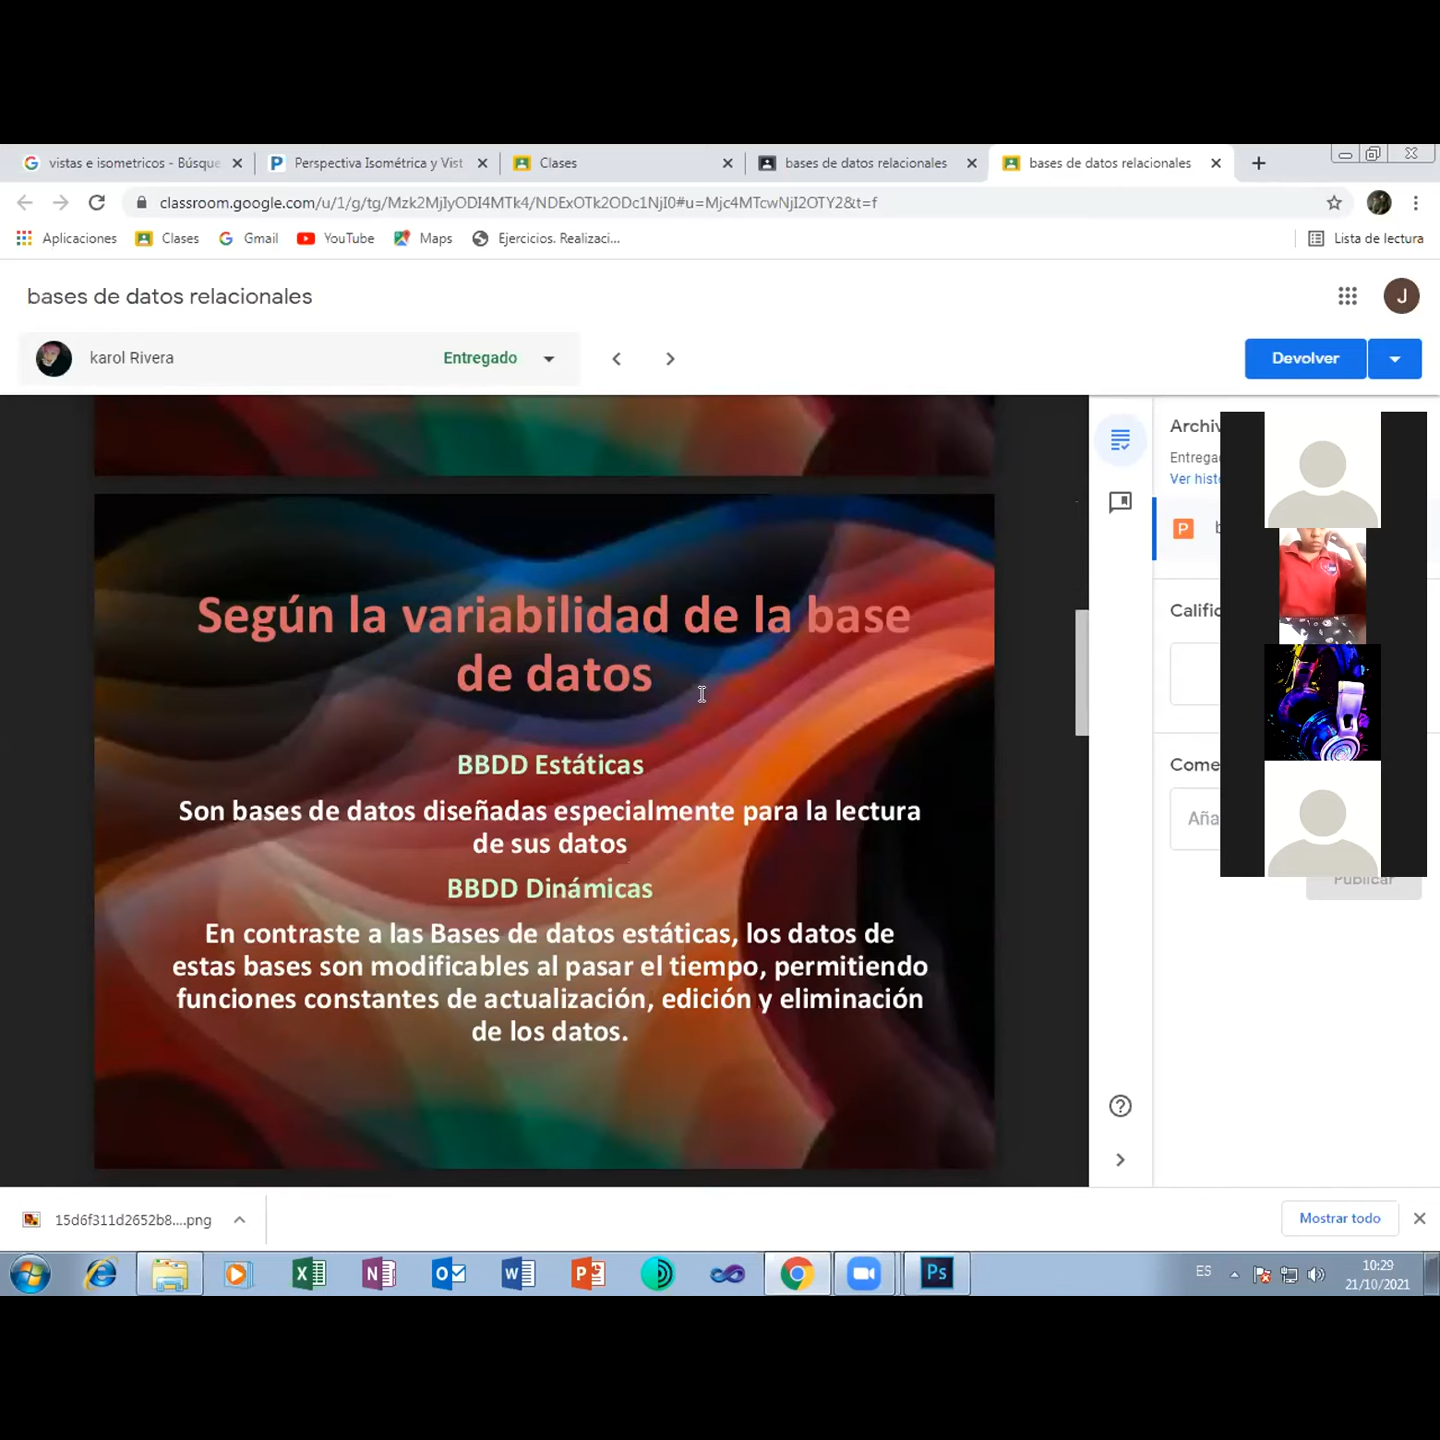 vistas e isometricos - Búsque
Perspectiva Isométrica y Vist
Clases
bases de datos relacionales
bases de datos relacionales
classroom.google.com/u/1/g/tg/Mzk2MjIyODI4MTk4/NDExOTk2ODc1NjI0#u=Mjc4MTcwNjI2OTY2&t=f
Aplicaciones
Clases
Gmail
YouTube
Maps
Ejercicios. Realizaci...
Lista de lectura
bases de datos relacionales
J
karol Rivera
Entregado
Devolver
Archiv
Entrega
Ver histo
P
Según la variabilidad de la base
de datos
BBDD Estáticas
Son bases de datos diseñadas especialmente para la lectura
de sus datos
BBDD Dinámicas
En contraste a las Bases de datos estáticas, los datos de
estas bases son modificables al pasar el tiempo, permitiendo
funciones constantes de actualización, edición y eliminación
de los datos.
Califi
Come
Aña
Publicar
15d6f311d2652b8....png
Mostrar todo
ES
10:29
21/10/2021